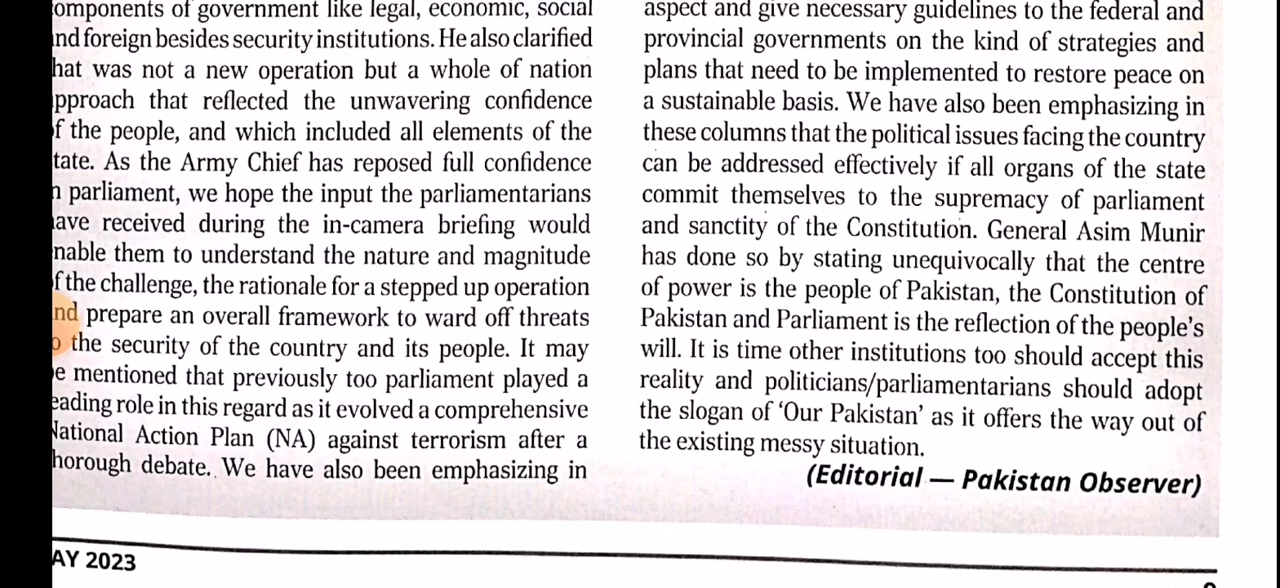 omponents of government like legal, economic, social
nd foreign besides security institutions. He also clarified
hat was not a new operation but a whole of nation
pproach that reflected the unwavering confidence
f the people, and which included all elements of the
tate. As the Army Chief has reposed full confidence
n parliament, we hope the input the parliamentarians
ave received during the in-camera briefing would
nable them to understand the nature and magnitude
f the challenge, the rationale for a stepped up operation
nd prepare an overall framework to ward off threats
o the security of the country and its people. It may
e mentioned that previously too parliament played a
eading role in this regard as it evolved a comprehensive
National Action Plan (NA) against terrorism after a
horough debate. We have also been emphasizing in
aspect and give necessary guidelines to the federal and
provincial governments on the kind of strategies and
plans that need to be implemented to restore peace on
a sustainable basis. We have also been emphasizing in
these columns that the political issues facing the country
can be addressed effectively if all organs of the state
commit themselves to the supremacy of parliament
and sanctity of the Constitution. General Asim Munir
has done so by stating unequivocally that the centre
of power is the people of Pakistan, the Constitution of
Pakistan and Parliament is the reflection of the people's
will. It is time other institutions too should accept this
reality and politicians/parliamentarians should adopt
the slogan of ‘Our Pakistan’ as it offers the way out of
the existing messy situation.
(Editorial — Pakistan Observer)
AY 2023